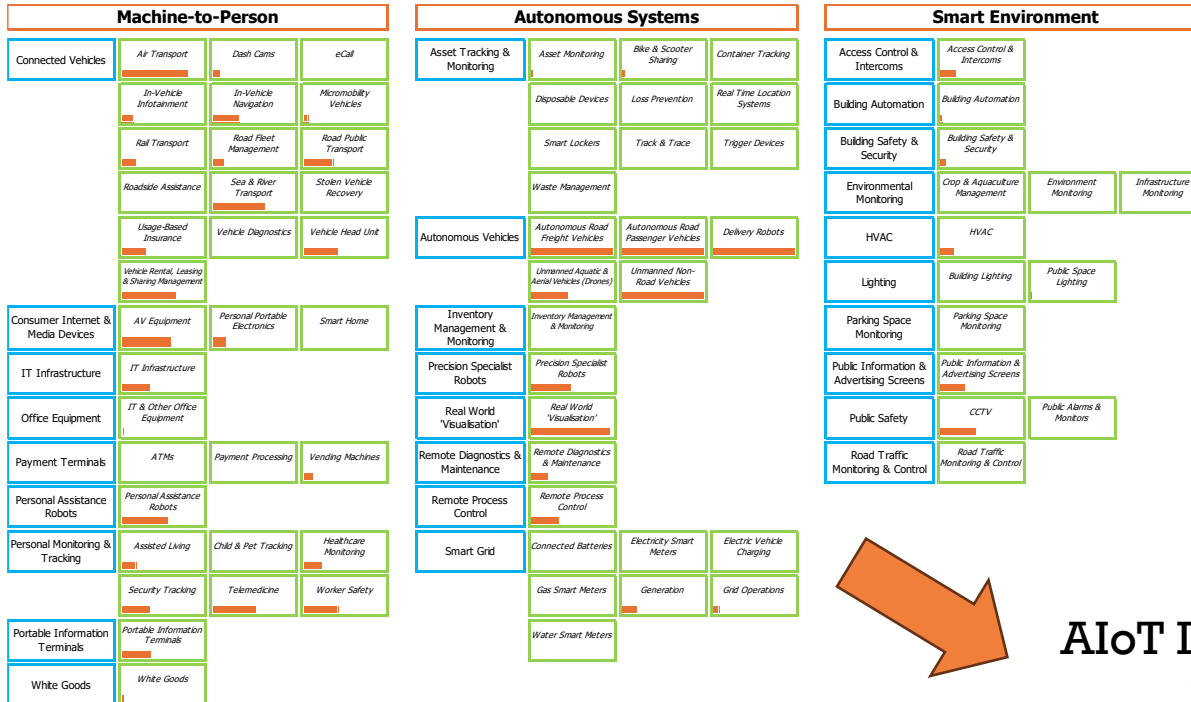 Machine-to-Person
Connected Vehicles
Air Transport
Dash Cams
eCall
In-Vehicle
Infotainment
In-Vehicle
Navigation
Micromobility
Vehicles
Rail Transport
Road Fleet
Management
Road Public
Transport
Roadside Assistance
Sea & River
Transport
Stolen Vehicle
Recovery
Usage-Based
Insurance
Vehicle Diagnostics
Vehicle Head Unit
Vehicle Rental, Leasing
& Sharing Management
Consumer Internet &
Media Devices
AV Equipment
Personal Portable
Electronics
Smart Home
IT Infrastructure
IT Infrastructure
Office Equipment
IT & Other Office
Equipment
Payment Terminals
ATMs
Payment Processing
Vending Machines
Personal Assistance
Robots
Personal Assistance
Robots
Personal Monitoring &
Tracking
Assisted Living
Child & Pet Tracking
Healthcare
Monitoring
Security Tracking
Telemedicine
Worker Safety
Portable Information
Terminals
Portable Information
Terminals
White Goods
White Goods
Autonomous Systems
Asset Tracking &
Monitoring
Asset Monitoring
Bike & Scooter
Sharing
Container Tracking
Disposable Devices
Loss Prevention
Real Time Location
Systems
Smart Lockers
Track & Trace
Trigger Devices
Waste Management
Autonomous Vehicles
Autonomous Road
Freight Vehicles
Autonomous Road
Passenger Vehicles
Delivery Robots
Unmanned Aquatic &
Aerial Vehicles (Drones)
Unmanned Non-
Road Vehicles
Inventory
Management &
Monitoring
Inventory Management
& Monitoring
Precision Specialist
Robots
Precision Specialist
Robots
Real World
'Visualisation'
Real World
'Visualisation'
Remote Diagnostics &
Maintenance
Remote Diagnostics
& Maintenance
Remote Process
Control
Remote Process
Control
Smart Grid
Connected Batteries
Electricity Smart
Meters
Electric Vehicle
Charging
Gas Smart Meters
Generation
Grid Operations
Water Smart Meters
Smart Environment
Access Control &
Intercoms
Access Control &
Intercoms
Building Automation
Building Automation
Building Safety &
Security
Building Safety &
Security
Environmental
Monitoring
Crop & Aquaculture
Management
Environment
Monitoring
Infrastructure
Monitoring
HVAC
HVAC
Lighting
Building Lighting
Public Space
Lighting
Parking Space
Monitoring
Parking Space
Monitoring
Public Information &
Advertising Screens
Public Information &
Advertising Screens
Public Safety
CCTV
Public Alarms &
Monitors
Road Traffic
Monitoring & Control
Road Traffic
Monitoring & Control
AIoT